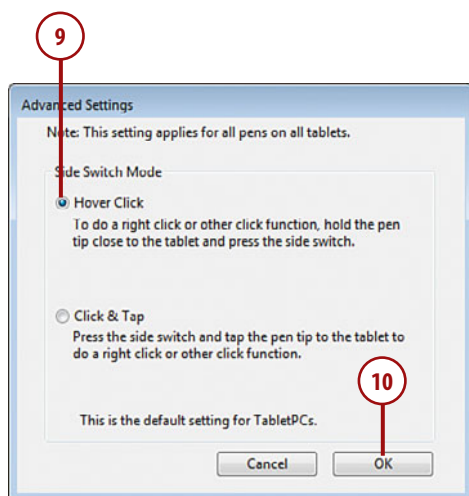 9
Advanced Settings
Note: This setting applies for all pens on all tablets.
Side Switch Mode
Hover Click
To do a right click or other click function, hold the pen
tip close to the tablet and press the side switch.
Click & Tap
Press the side switch and tap the pen tip to the tablet to
do a right click or other click function.
10
This is the default setting for TabletPCs.
Cancel OK